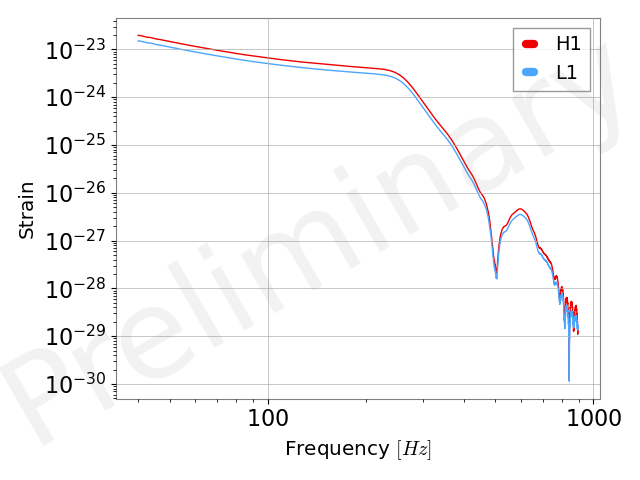 H1
L1
10⁻²³
10⁻²⁴
10⁻²⁵
10⁻²⁶
10⁻²⁷
10⁻²⁸
10⁻²⁹
10⁻³⁰
Strain
Preliminary
100
1000
Frequency [Hz]